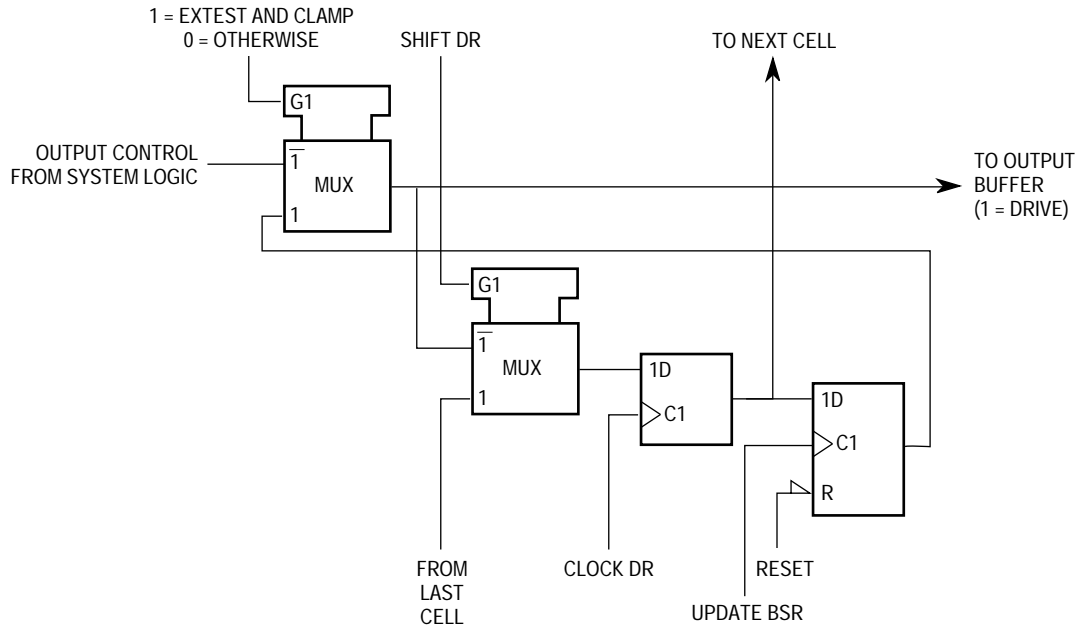 1 = EXTEST AND CLAMP
0 = OTHERWISE
SHIFT DR
TO NEXT CELL
G1
OUTPUT CONTROL
FROM SYSTEM LOGIC
1
MUX
1
TO OUTPUT
BUFFER
(1 = DRIVE)
G1
1
MUX
1
1D
C1
1D
C1
R
FROM
LAST
CELL
CLOCK DR
RESET
UPDATE BSR